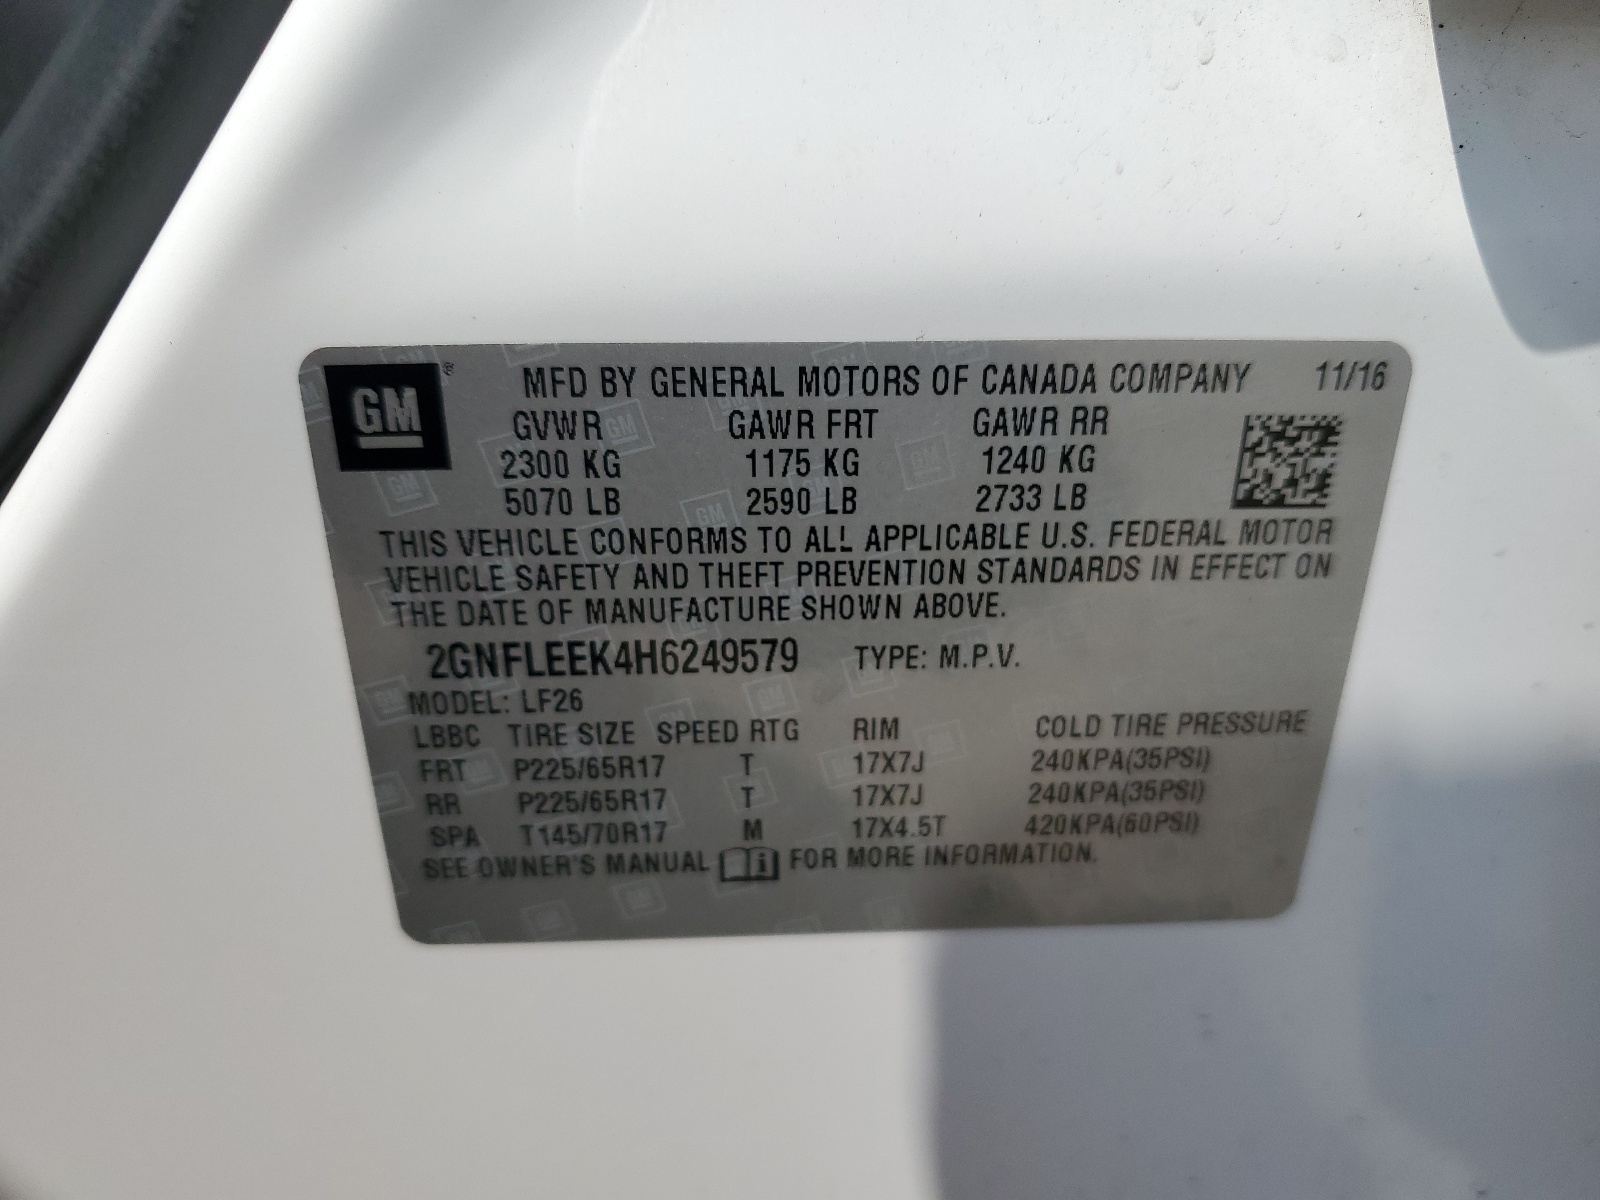 GM® MFD BY GENERAL MOTORS OF CANADA COMPANY 11/16
GVWR GAWR FRT GAWR RR
2300 KG 1175 KG 1240 KG
5070 LB 2590 LB 2733 LB
THIS VEHICLE CONFORMS TO ALL APPLICABLE U.S. FEDERAL MOTOR
VEHICLE SAFETY AND THEFT PREVENTION STANDARDS IN EFFECT ON
THE DATE OF MANUFACTURE SHOWN ABOVE.
2GNFLEEK4H6249579 TYPE: M.P.V.
MODEL: LF26
LBBC TIRE SIZE SPEED RTG RIM COLD TIRE PRESSURE
FRT P225/65R17 T 17X7J 240KPA(35PSI)
RR P225/65R17 T 17X7J 240KPA(35PSI)
SPA T145/70R17 M 17X4.5T 420KPA(60PSI)
SEE OWNER'S MANUAL i FOR MORE INFORMATION.